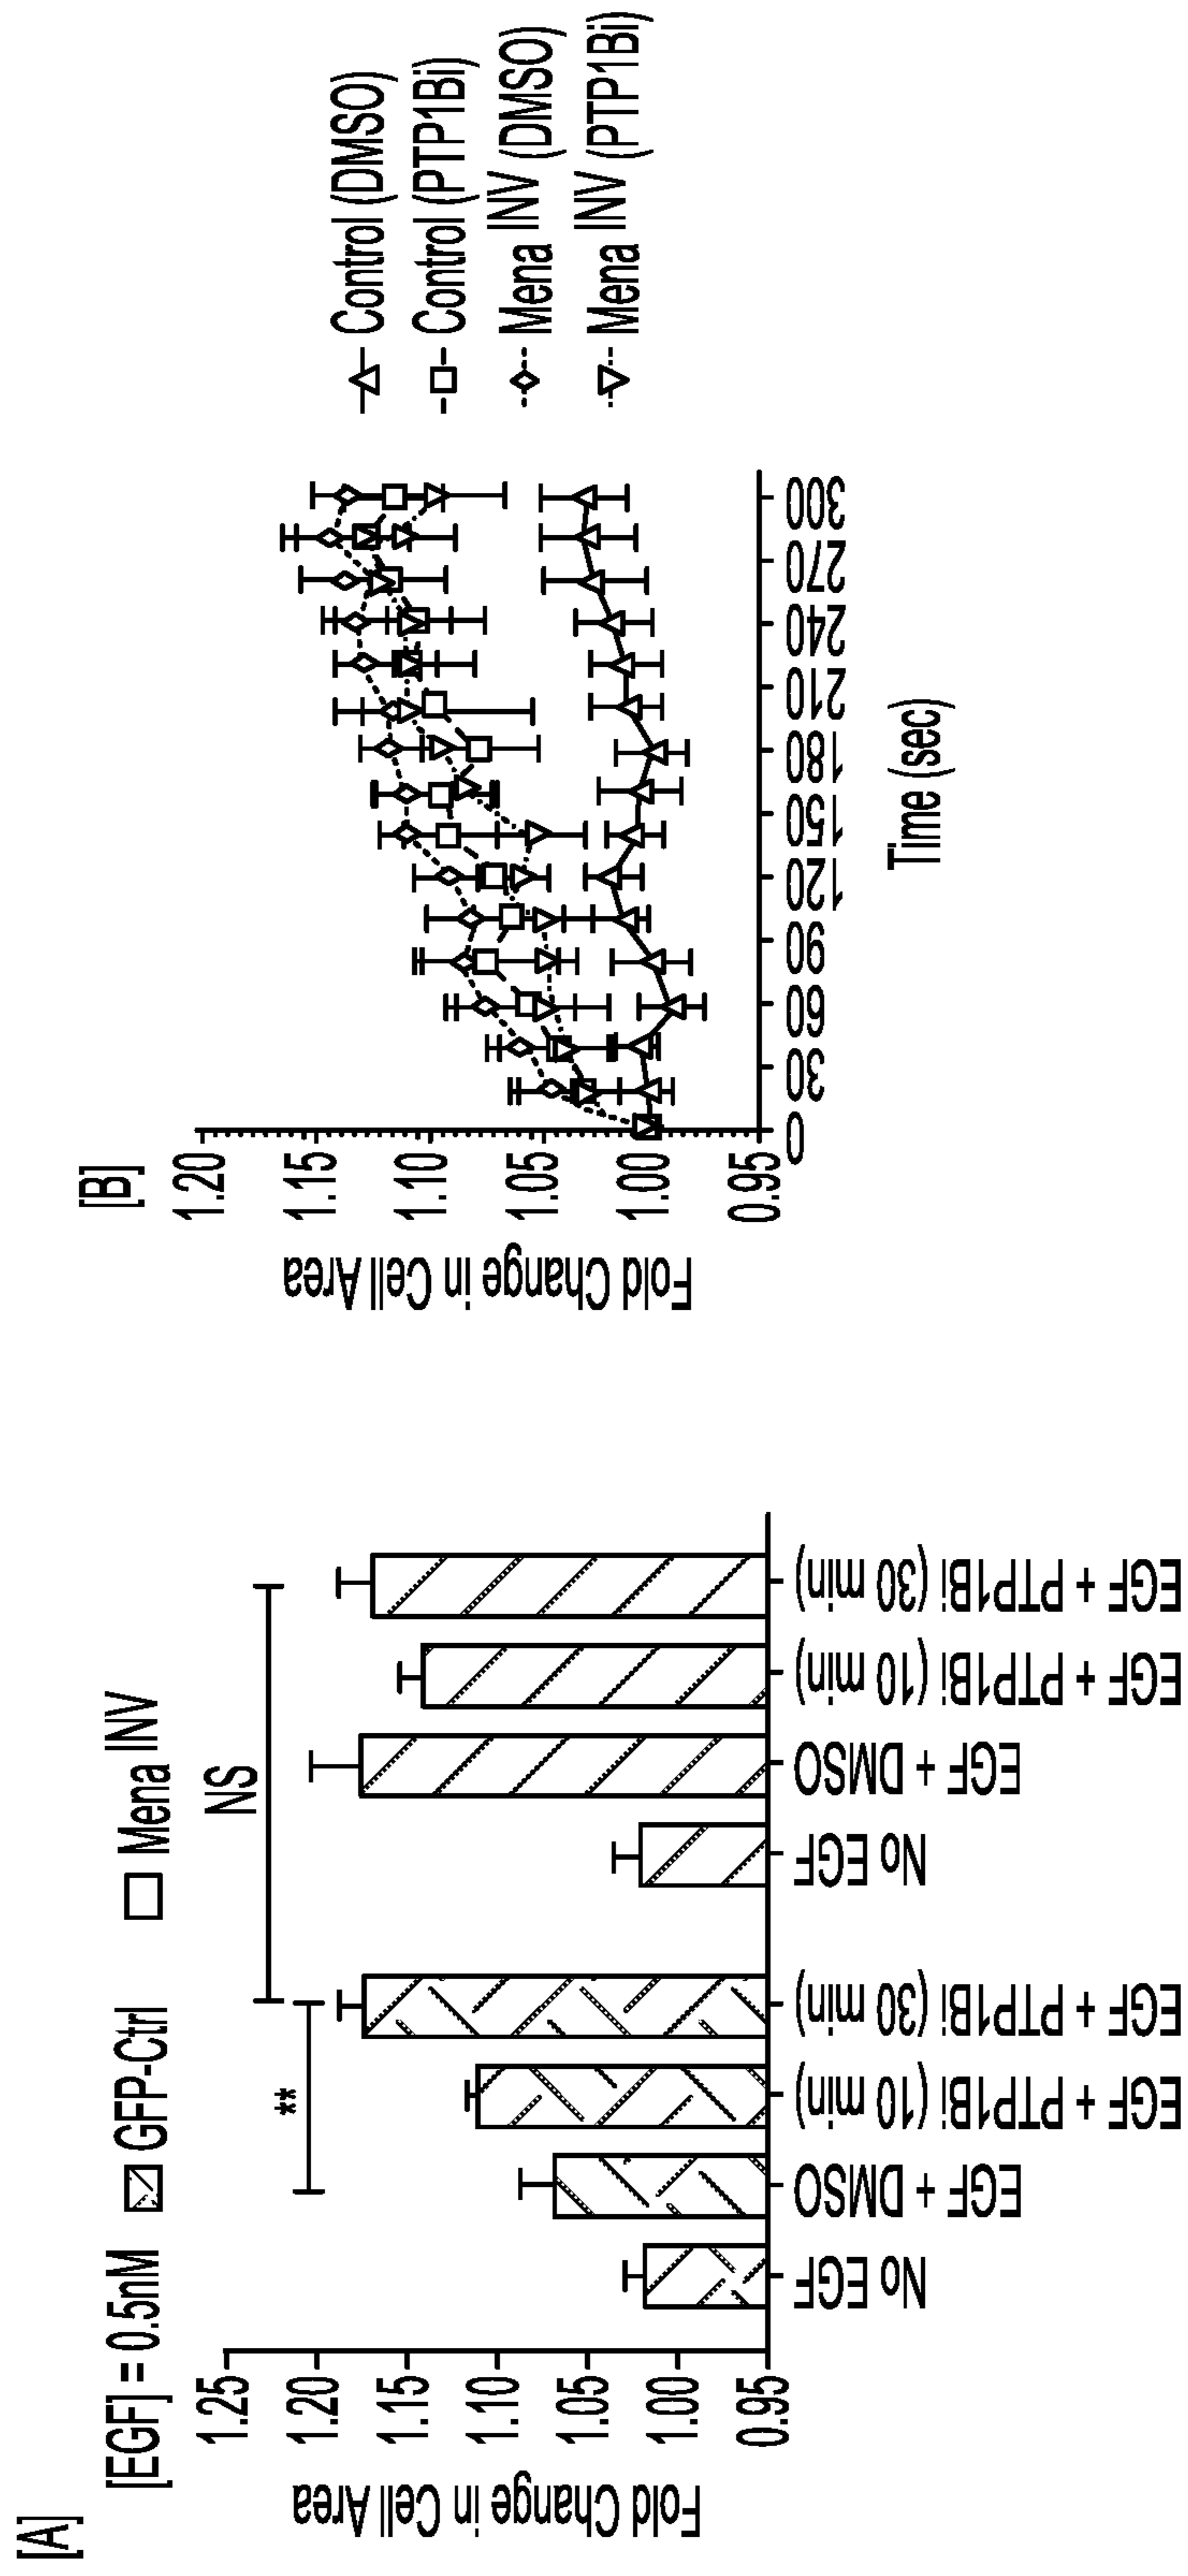 [A]
[EGF] = 0.5nM GFP-Ctrl Mena INV
NS
**
Fold Change in Cell Area
1.25
1.20
1.15
1.10
1.05
1.00
0.95
No EGF
EGF + DMSO
EGF + PTP1Bi (10 min)
EGF + PTP1Bi (30 min)
No EGF
EGF + DMSO
EGF + PTP1Bi (10 min)
EGF + PTP1Bi (30 min)
[B]
Fold Change in Cell Area
1.20
1.15
1.10
1.05
1.00
0.95
0 30 60 90 120 150 180 210 240 270 300
Time (sec)
Control (DMSO)
Control (PTP1Bi)
Mena INV (DMSO)
Mena INV (PTP1Bi)